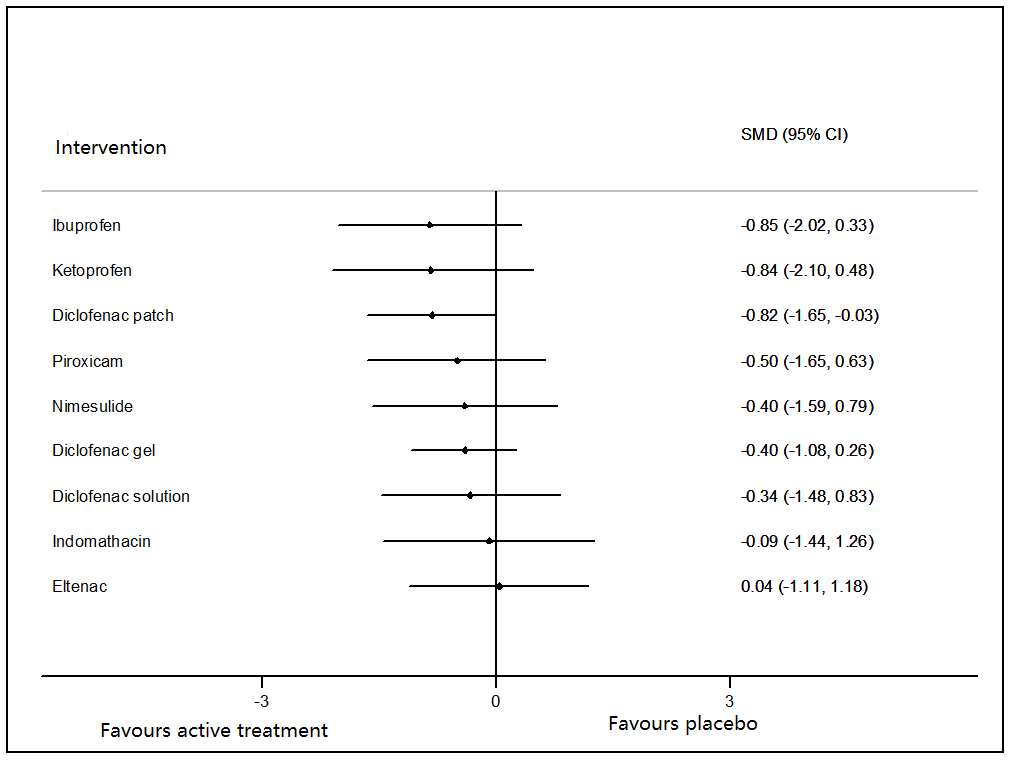 SMD (95% CI)
Intervention
Ibuprofen -0.85 (-2.02, 0.33)
Ketoprofen -0.84 (-2.10, 0.48)
Diclofenac patch -0.82 (-1.65, -0.03)
Piroxicam -0.50 (-1.65, 0.63)
Nimesulide -0.40 (-1.59, 0.79)
Diclofenac gel -0.40 (-1.08, 0.26)
Diclofenac solution -0.34 (-1.48, 0.83)
Indomathacin -0.09 (-1.44, 1.26)
Eltenac 0.04 (-1.11, 1.18)
-3 0 3
Favours active treatment Favours placebo